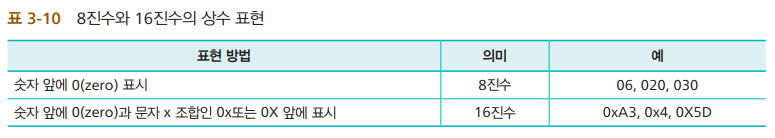 표 3-10 8진수와 16진수의 상수 표현
표현 방법 의미 예
숫자 앞에 0(zero) 표시 8진수 06, 020, 030
숫자 앞에 0(zero)과 문자 x 조합인 0x또는 0X 앞에 표시 16진수 0xA3, 0x4, 0X5D